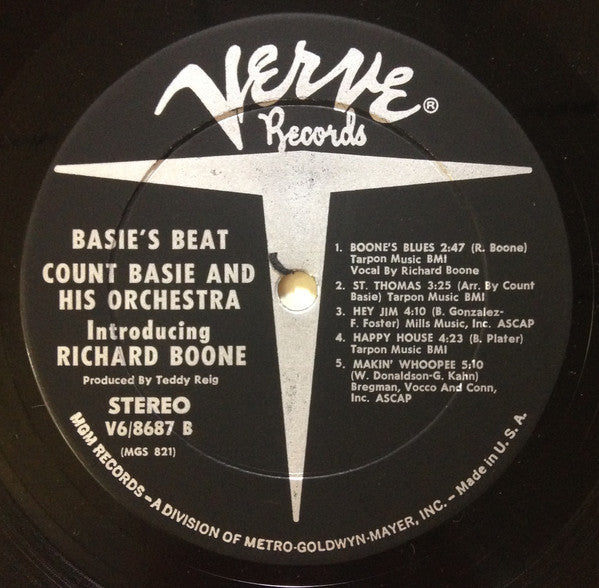 Verve®
Records
BASIE'S BEAT
COUNT BASIE AND
HIS ORCHESTRA
Introducing
RICHARD BOONE
Produced By Teddy Reig
STEREO
V6/8687 B
(MGS 821)
1. BOONE'S BLUES 2:47 (R. Boone)
Tarpon Music BMI
Vocal By Richard Boone
2. ST. THOMAS 3:25 (Arr. By Count
Basie) Tarpon Music BMI
3. HEY JIM 4:10 (B. Gonzalez-
F. Foster) Mills Music, Inc. ASCAP
4. HAPPY HOUSE 4:23 (B. Plater)
Tarpon Music BMI
5. MAKIN' WHOOPEE 5:10
(W. Donaldson-G. Kahn)
Bregman, Vocco And Conn,
Inc. ASCAP
MGM RECORDS – A DIVISION OF METRO-GOLDWYN-MAYER, INC. – Made in U. S. A.